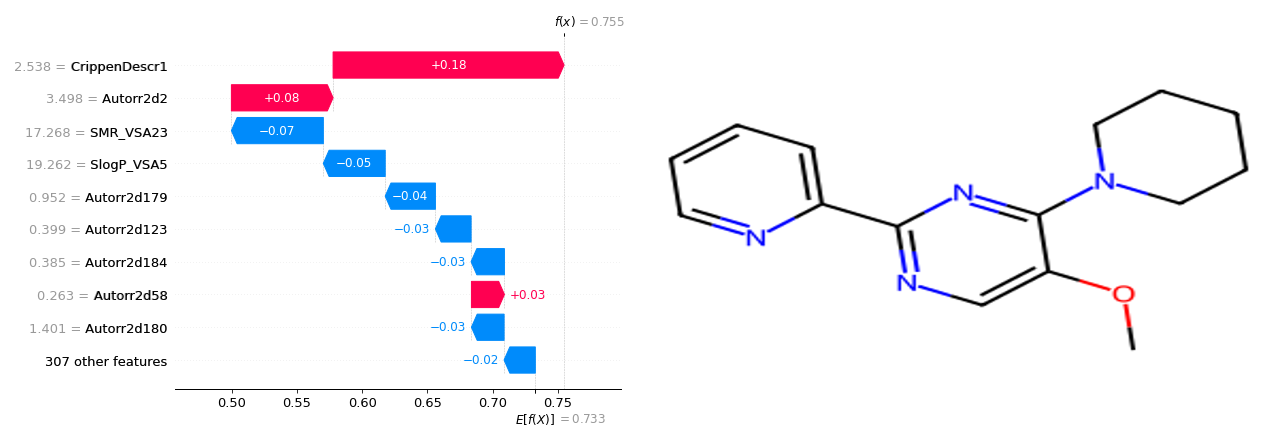 f(x) = 0.755
2.538 = CrippenDescr1
+0.18
3.498 = Autorr2d2
+0.08
17.268 = SMR_VSA23
−0.07
19.262 = SlogP_VSA5
−0.05
0.952 = Autorr2d179
−0.04
0.399 = Autorr2d123
−0.03
0.385 = Autorr2d184
−0.03
0.263 = Autorr2d58
+0.03
1.401 = Autorr2d180
−0.03
307 other features
−0.02
0.50 0.55 0.60 0.65 0.70 0.75
E[f(X)] = 0.733
N
N
N
N
O